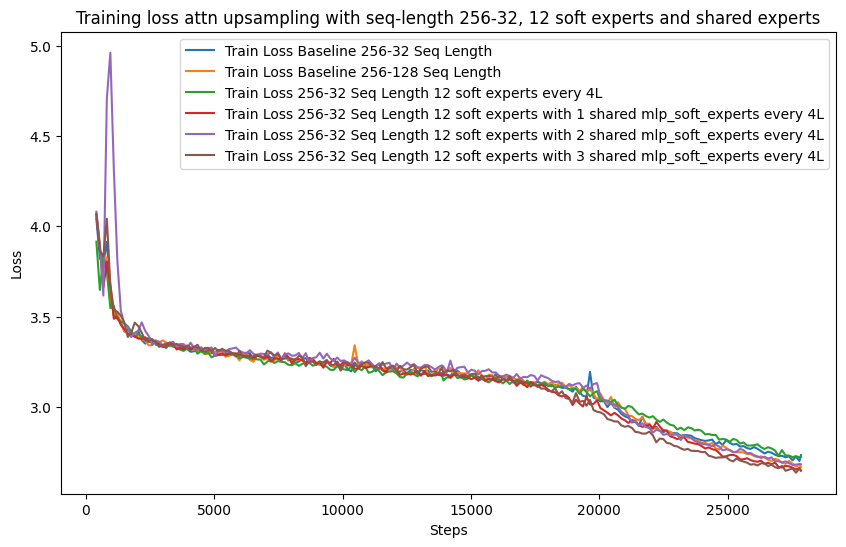 Training loss attn upsampling with seq-length 256-32, 12 soft experts and shared experts
Train Loss Baseline 256-32 Seq Length
Train Loss Baseline 256-128 Seq Length
Train Loss 256-32 Seq Length 12 soft experts every 4L
Train Loss 256-32 Seq Length 12 soft experts with 1 shared mlp_soft_experts every 4L
Train Loss 256-32 Seq Length 12 soft experts with 2 shared mlp_soft_experts every 4L
Train Loss 256-32 Seq Length 12 soft experts with 3 shared mlp_soft_experts every 4L
5.0
4.5
4.0
3.5
3.0
Loss
0 5000 10000 15000 20000 25000
Steps